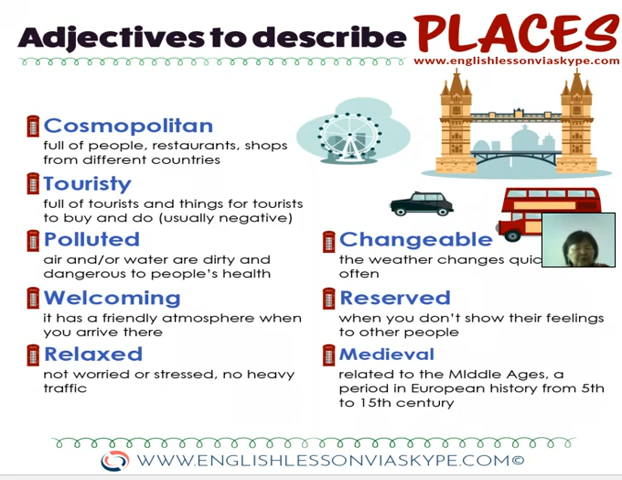 Adjectives to describe PLACES
www.englishlessonviaskype.com
Cosmopolitan
full of people, restaurants, shops
from different countries
Touristy
full of tourists and things for tourists
to buy and do (usually negative)
Polluted
air and/or water are dirty and
dangerous to people's health
Welcoming
it has a friendly atmosphere when
you arrive there
Relaxed
not worried or stressed, no heavy
traffic
Changeable
the weather changes
often
Reserved
when you don't show their feelings
to other people
Medieval
related to the MIddle Ages, a
period in European history from 5th
to 15th century
WWW.ENGLISHLESSONVIASKYPE.COM©